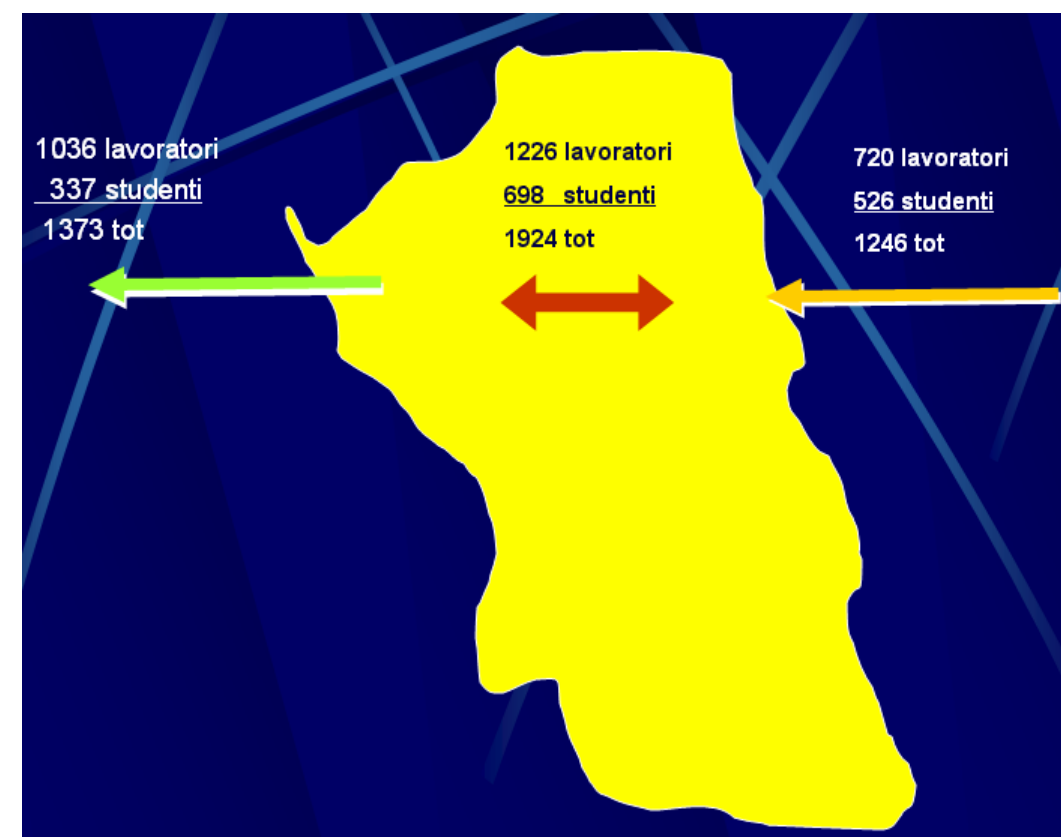 1036 lavoratori
337 studenti
1373 tot
1226 lavoratori
698 studenti
1924 tot
720 lavoratori
526 studenti
1246 tot